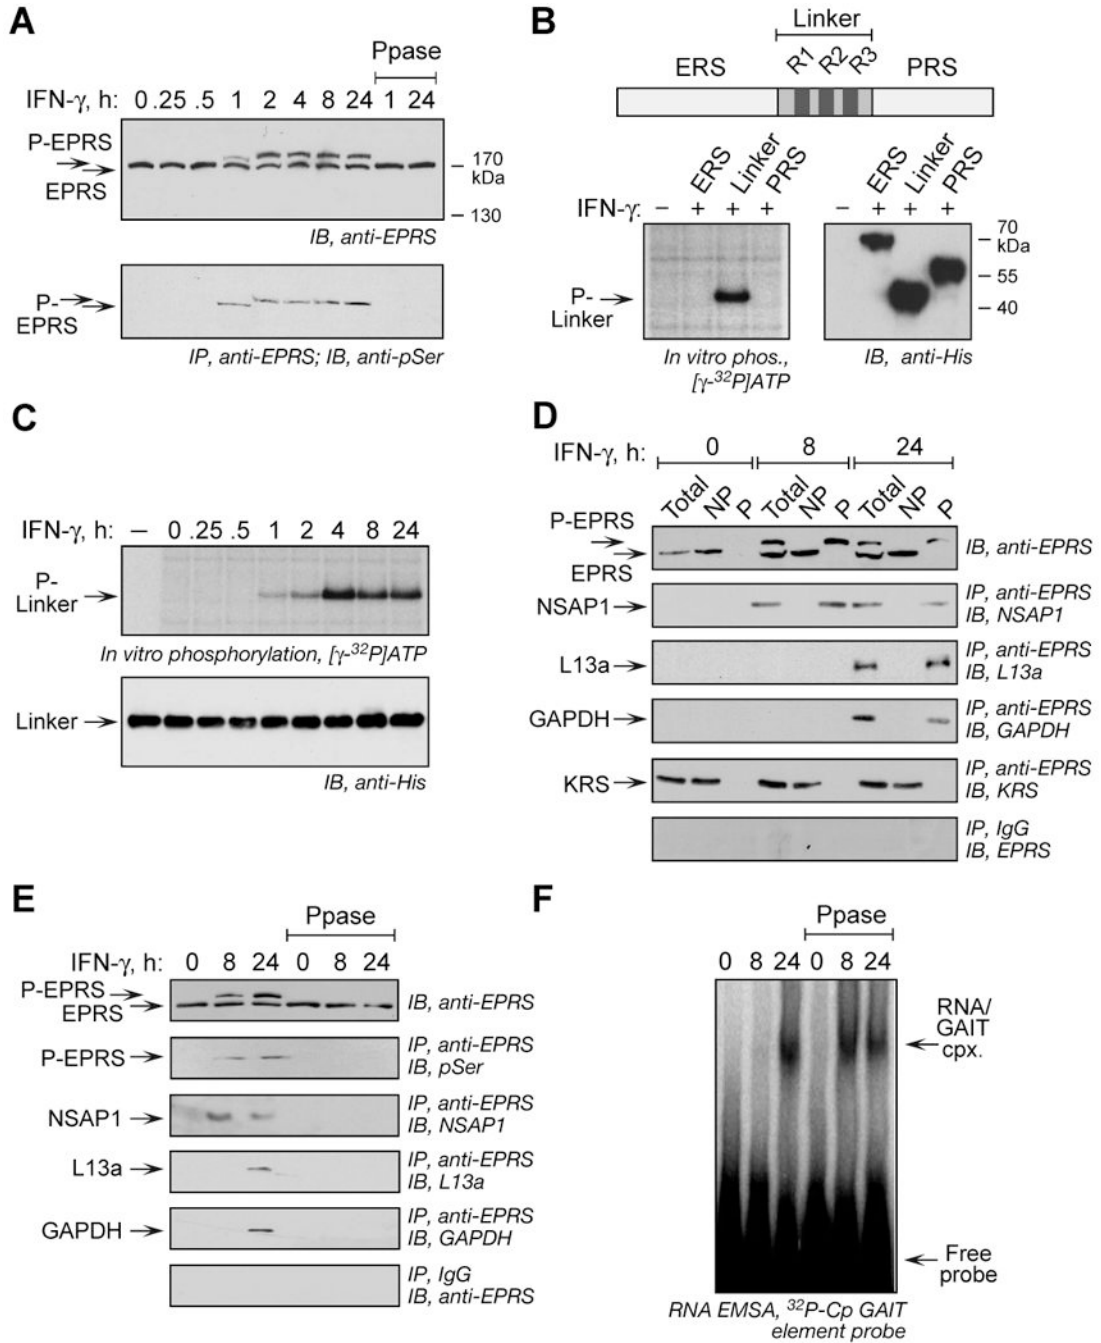 A
Ppase
IFN-γ, h: 0 .25 .5 1 2 4 8 24 1 24
P-EPRS
EPRS
170
kDa
130
IB, anti-EPRS
P-
EPRS
IP, anti-EPRS; IB, anti-pSer
B
Linker
R1 R2 R3
ERS PRS
ERS Linker PRS ERS Linker PRS
IFN-γ: – + + + – + + +
70
kDa
55
40
P-
Linker
In vitro phos.,
[γ-³²P]ATP
IB, anti-His
C
IFN-γ, h: – 0 .25 .5 1 2 4 8 24
P-
Linker
In vitro phosphorylation, [γ-³²P]ATP
Linker
IB, anti-His
D
IFN-γ, h: 0 8 24
Total NP P Total NP P Total NP P
P-EPRS
EPRS
IB, anti-EPRS
NSAP1
IP, anti-EPRS
IB, NSAP1
L13a
IP, anti-EPRS
IB, L13a
GAPDH
IP, anti-EPRS
IB, GAPDH
KRS
IP, anti-EPRS
IB, KRS
IP, IgG
IB, EPRS
E
Ppase
IFN-γ, h: 0 8 24 0 8 24
P-EPRS
EPRS
IB, anti-EPRS
P-EPRS
IP, anti-EPRS
IB, pSer
NSAP1
IP, anti-EPRS
IB, NSAP1
L13a
IP, anti-EPRS
IB, L13a
GAPDH
IP, anti-EPRS
IB, GAPDH
IP, IgG
IB, anti-EPRS
F
Ppase
0 8 24 0 8 24
RNA/
GAIT
cpx.
Free
probe
RNA EMSA, ³²P-Cp GAIT
element probe